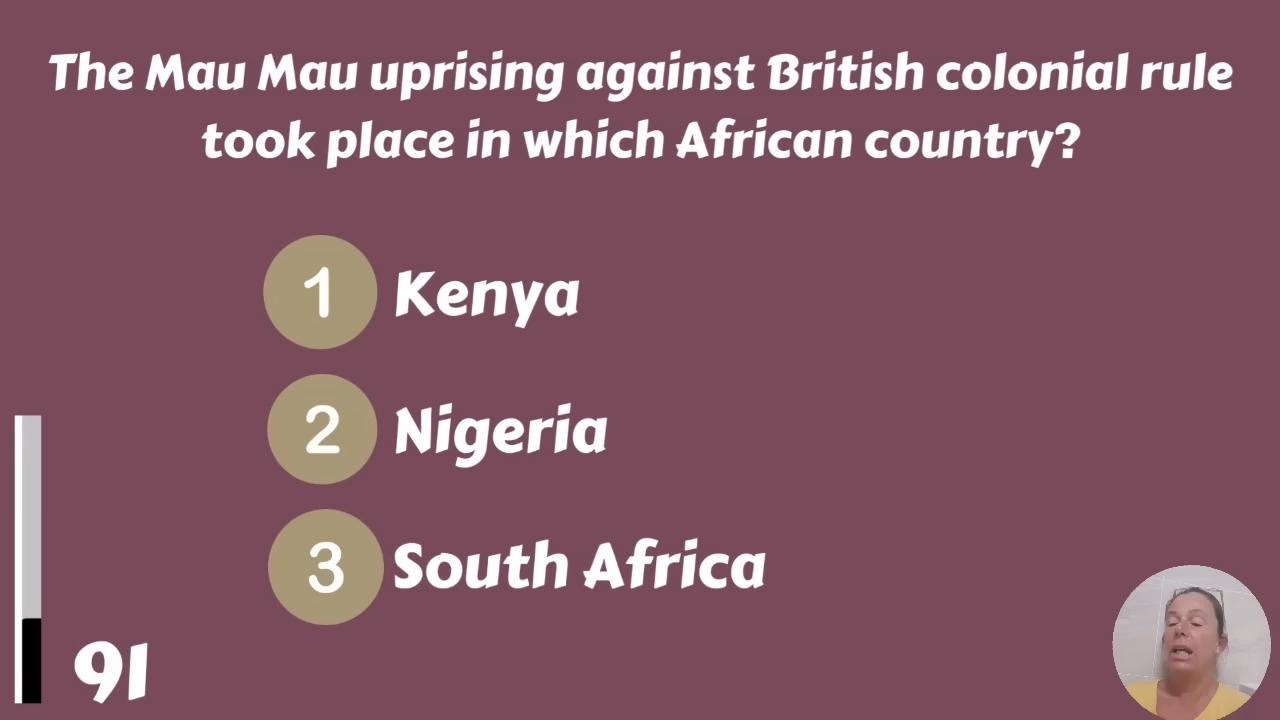 The Mau Mau uprising against British colonial rule
took place in which African country?
1 Kenya
2 Nigeria
3 South Africa
91